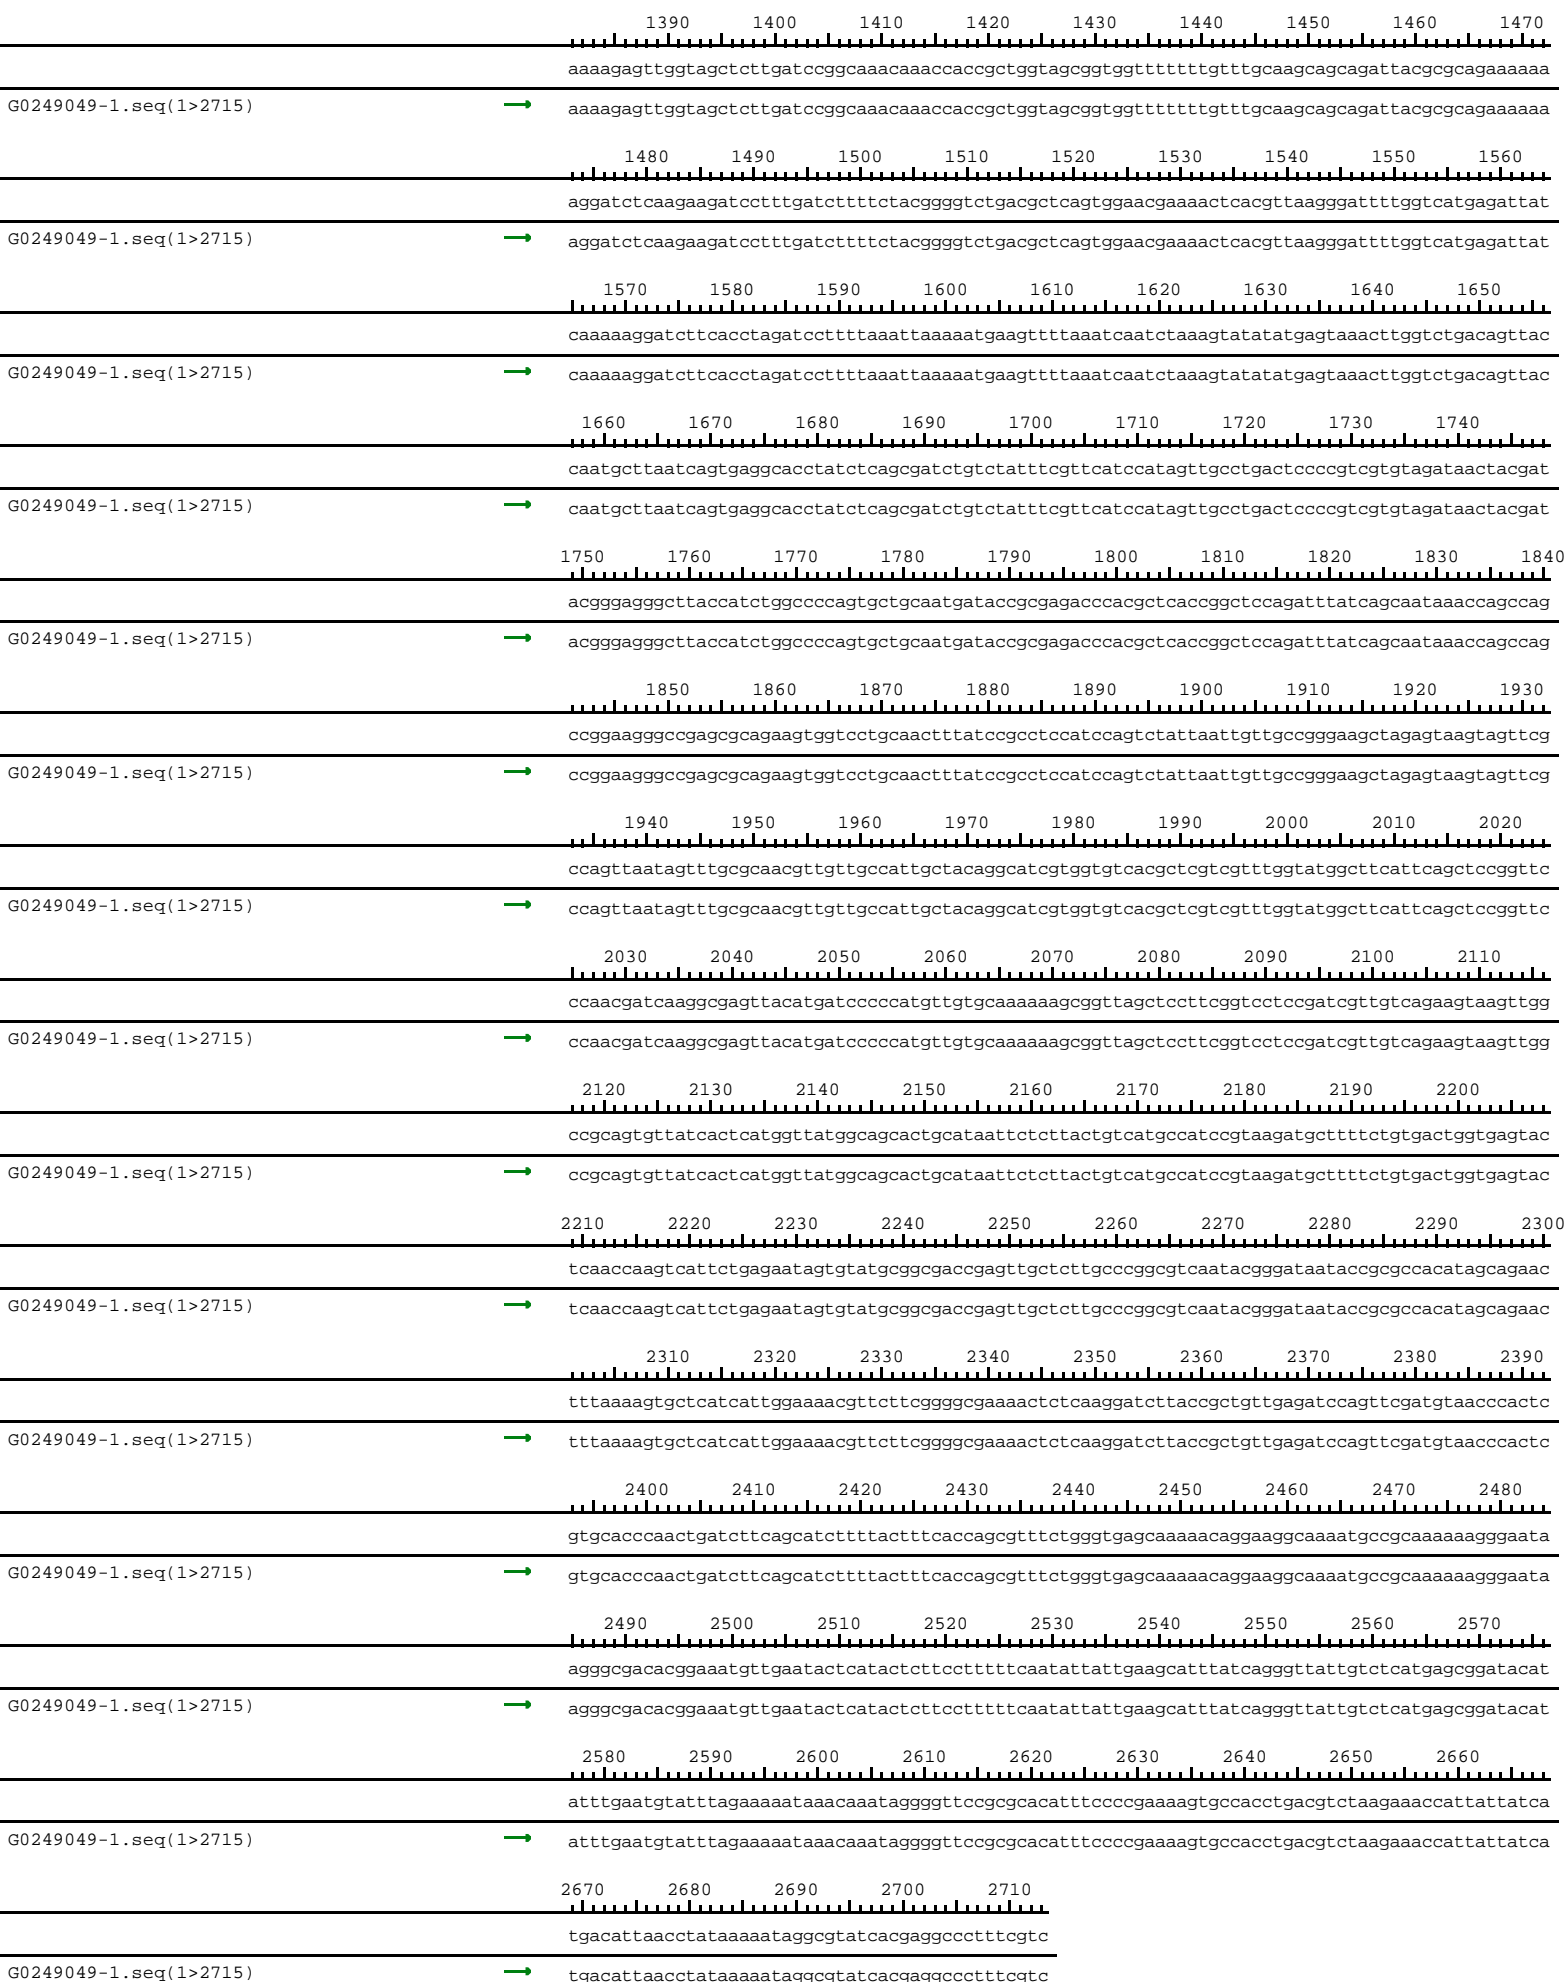 1390 1400 1410 1420 1430 1440 1450 1460 1470
aaaagagttggtagctcttgatccggcaaacaaaccaccgctggtagcggtggtttttttgtttgcaagcagcagattacgcgcagaaaaaa
G0249049-1.seq(1>2715) aaaagagttggtagctcttgatccggcaaacaaaccaccgctggtagcggtggtttttttgtttgcaagcagcagattacgcgcagaaaaaa
1480 1490 1500 1510 1520 1530 1540 1550 1560
aggatctcaagaagatcctttgatcttttctacggggtctgacgctcagtggaacgaaaactcacgttaagggattttggtcatgagattat
G0249049-1.seq(1>2715) aggatctcaagaagatcctttgatcttttctacggggtctgacgctcagtggaacgaaaactcacgttaagggattttggtcatgagattat
1570 1580 1590 1600 1610 1620 1630 1640 1650
caaaaaggatcttcacctagatccttttaaattaaaaatgaagttttaaatcaatctaaagtatatatgagtaaacttggtctgacagttac
G0249049-1.seq(1>2715) caaaaaggatcttcacctagatccttttaaattaaaaatgaagttttaaatcaatctaaagtatatatgagtaaacttggtctgacagttac
1660 1670 1680 1690 1700 1710 1720 1730 1740
caatgcttaatcagtgaggcacctatctcagcgatctgtctatttcgttcatccatagttgcctgactccccgtcgtgtagataactacgat
G0249049-1.seq(1>2715) caatgcttaatcagtgaggcacctatctcagcgatctgtctatttcgttcatccatagttgcctgactccccgtcgtgtagataactacgat
1750 1760 1770 1780 1790 1800 1810 1820 1830 1840
acgggagggcttaccatctggccccagtgctgcaatgataccgcgagacccacgctcaccggctccagatttatcagcaataaaccagccag
G0249049-1.seq(1>2715) acgggagggcttaccatctggccccagtgctgcaatgataccgcgagacccacgctcaccggctccagatttatcagcaataaaccagccag
1850 1860 1870 1880 1890 1900 1910 1920 1930
ccggaagggccgagcgcagaagtggtcctgcaactttatccgcctccatccagtctattaattgttgccgggaagctagagtaagtagttcg
G0249049-1.seq(1>2715) ccggaagggccgagcgcagaagtggtcctgcaactttatccgcctccatccagtctattaattgttgccgggaagctagagtaagtagttcg
1940 1950 1960 1970 1980 1990 2000 2010 2020
ccagttaatagtttgcgcaacgttgttgccattgctacaggcatcgtggtgtcacgctcgtcgtttggtatggcttcattcagctccggttc
G0249049-1.seq(1>2715) ccagttaatagtttgcgcaacgttgttgccattgctacaggcatcgtggtgtcacgctcgtcgtttggtatggcttcattcagctccggttc
2030 2040 2050 2060 2070 2080 2090 2100 2110
ccaacgatcaaggcgagttacatgatcccccatgttgtgcaaaaaagcggttagctccttcggtcctccgatcgttgtcagaagtaagttgg
G0249049-1.seq(1>2715) ccaacgatcaaggcgagttacatgatcccccatgttgtgcaaaaaagcggttagctccttcggtcctccgatcgttgtcagaagtaagttgg
2120 2130 2140 2150 2160 2170 2180 2190 2200
ccgcagtgttatcactcatggttatggcagcactgcataattctcttactgtcatgccatccgtaagatgcttttctgtgactggtgagtac
G0249049-1.seq(1>2715) ccgcagtgttatcactcatggttatggcagcactgcataattctcttactgtcatgccatccgtaagatgcttttctgtgactggtgagtac
2210 2220 2230 2240 2250 2260 2270 2280 2290 2300
tcaaccaagtcattctgagaatagtgtatgcggcgaccgagttgctcttgcccggcgtcaatacgggataataccgcgccacatagcagaac
G0249049-1.seq(1>2715) tcaaccaagtcattctgagaatagtgtatgcggcgaccgagttgctcttgcccggcgtcaatacgggataataccgcgccacatagcagaac
2310 2320 2330 2340 2350 2360 2370 2380 2390
tttaaaagtgctcatcattggaaaacgttcttcggggcgaaaactctcaaggatcttaccgctgttgagatccagttcgatgtaacccactc
G0249049-1.seq(1>2715) tttaaaagtgctcatcattggaaaacgttcttcggggcgaaaactctcaaggatcttaccgctgttgagatccagttcgatgtaacccactc
2400 2410 2420 2430 2440 2450 2460 2470 2480
gtgcacccaactgatcttcagcatcttttactttcaccagcgtttctgggtgagcaaaaacaggaaggcaaaatgccgcaaaaaagggaata
G0249049-1.seq(1>2715) gtgcacccaactgatcttcagcatcttttactttcaccagcgtttctgggtgagcaaaaacaggaaggcaaaatgccgcaaaaaagggaata
2490 2500 2510 2520 2530 2540 2550 2560 2570
agggcgacacggaaatgttgaatactcatactcttcctttttcaatattattgaagcatttatcagggttattgtctcatgagcggatacat
G0249049-1.seq(1>2715) agggcgacacggaaatgttgaatactcatactcttcctttttcaatattattgaagcatttatcagggttattgtctcatgagcggatacat
2580 2590 2600 2610 2620 2630 2640 2650 2660
atttgaatgtatttagaaaaataaacaaataggggttccgcgcacatttccccgaaaagtgccacctgacgtctaagaaaccattattatca
G0249049-1.seq(1>2715) atttgaatgtatttagaaaaataaacaaataggggttccgcgcacatttccccgaaaagtgccacctgacgtctaagaaaccattattatca
2670 2680 2690 2700 2710
tgacattaacctataaaaataggcgtatcacgaggccctttcgtc
G0249049-1.seq(1>2715) tgacattaacctataaaaataggcgtatcacgaggccctttcgtc